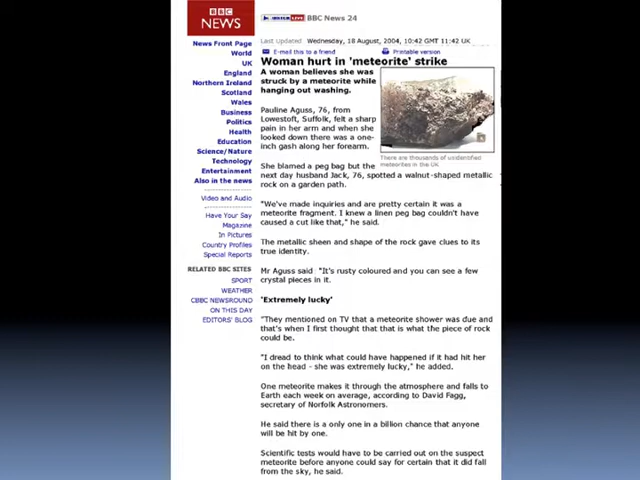 BBC
NEWS
WATCH LIVE BBC News 24
Last Updated: Wednesday, 18 August, 2004, 10:42 GMT 11:42 UK
E-mail this to a friend Printable version
News Front Page
World
UK
England
Northern Ireland
Scotland
Wales
Business
Politics
Health
Education
Science/Nature
Technology
Entertainment
Also in the news
Video and Audio
Have Your Say
Magazine
In Pictures
Country Profiles
Special Reports
RELATED BBC SITES
SPORT
WEATHER
CBBC NEWSROUND
ON THIS DAY
EDITORS' BLOG
Woman hurt in 'meteorite' strike
A woman believes she was
struck by a meteorite while
hanging out washing.
Pauline Aguss, 76, from
Lowestoft, Suffolk, felt a sharp
pain in her arm and when she
looked down there was a one-
inch gash along her forearm.
There are thousands of unidentified
meteorites in the UK
She blamed a peg bag but the
next day husband Jack, 76, spotted a walnut-shaped metallic
rock on a garden path.
"We've made inquiries and are pretty certain it was a
meteorite fragment. I knew a linen peg bag couldn't have
caused a cut like that," he said.
The metallic sheen and shape of the rock gave clues to its
true identity.
Mr Aguss said "It's rusty coloured and you can see a few
crystal pieces in it.
'Extremely lucky'
"They mentioned on TV that a meteorite shower was due and
that's when I first thought that that is what the piece of rock
could be.
"I dread to think what could have happened if it had hit her
on the head - she was extremely lucky," he added.
One meteorite makes it through the atmosphere and falls to
Earth each week on average, according to David Fagg,
secretary of Norfolk Astronomers.
He said there is a only one in a billion chance that anyone
will be hit by one.
Scientific tests would have to be carried out on the suspect
meteorite before anyone could say for certain that it did fall
from the sky, he said.